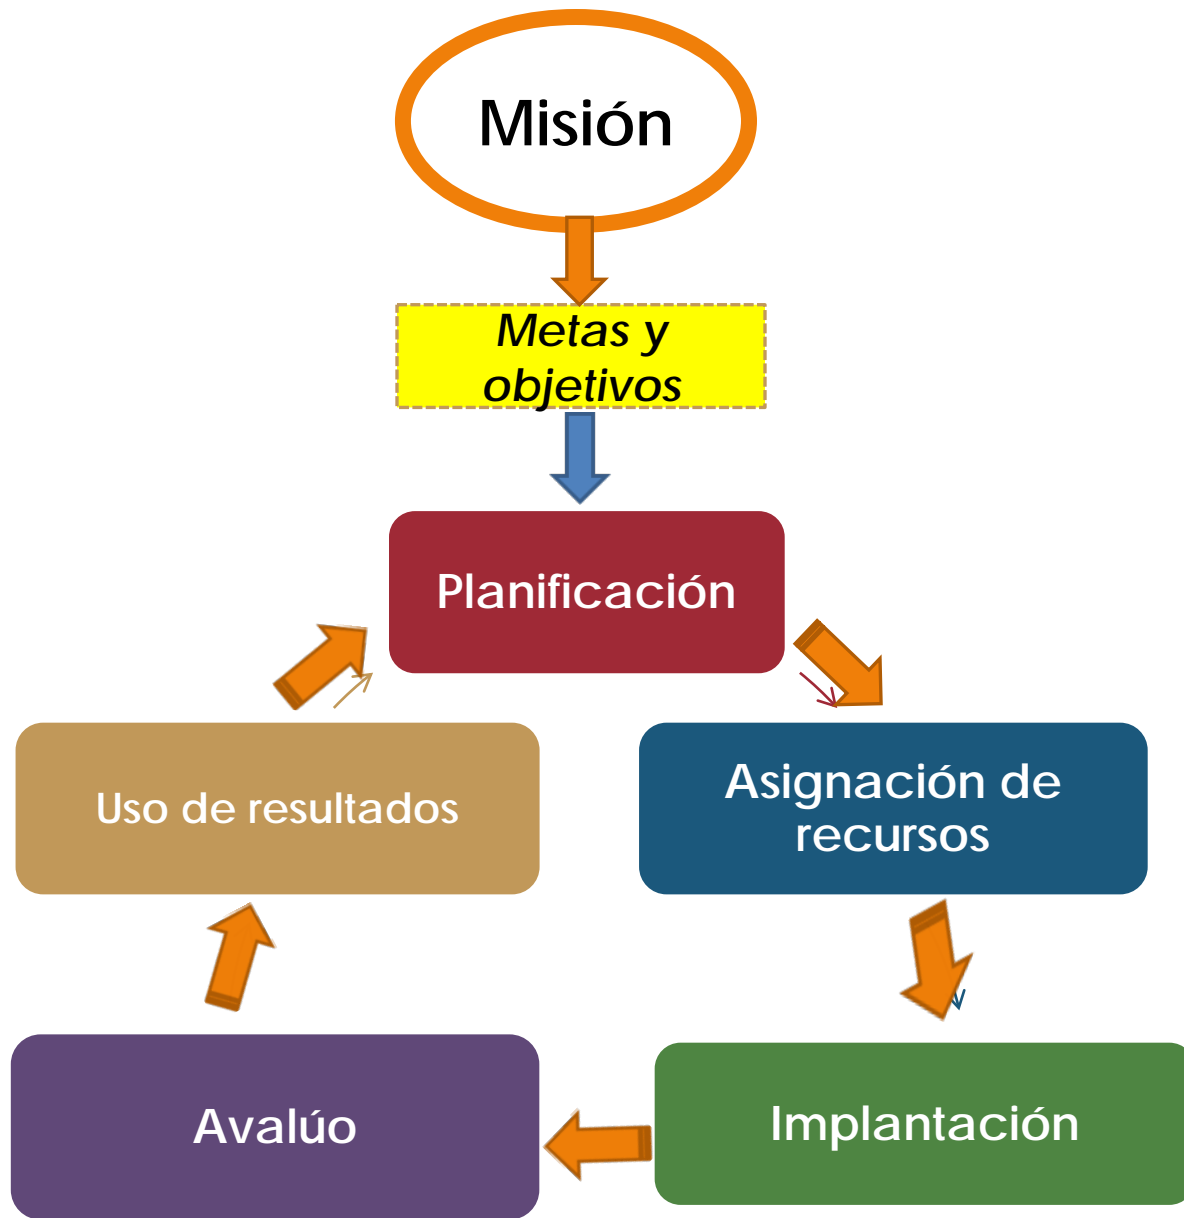 Misión
Metas y
objetivos
Planificación
Uso de resultados
Asignación de
recursos
Avalúo
Implantación